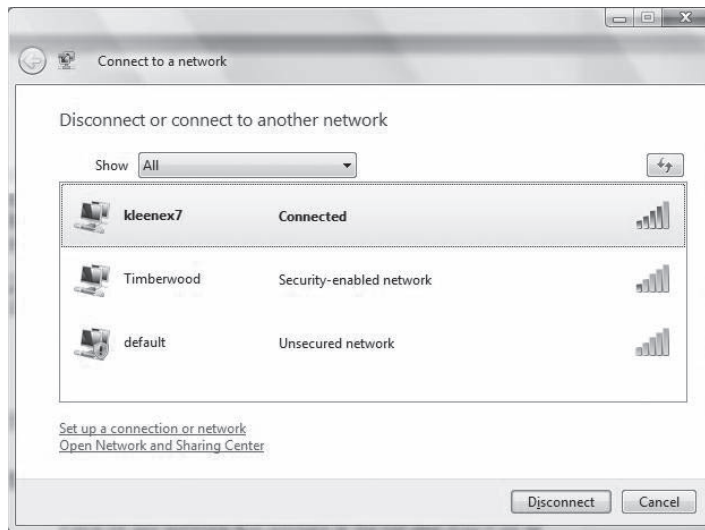 Connect to a network
Disconnect or connect to another network
Show All
kleenex7 Connected
Timberwood Security-enabled network
default Unsecured network
Set up a connection or network
Open Network and Sharing Center
Disconnect Cancel